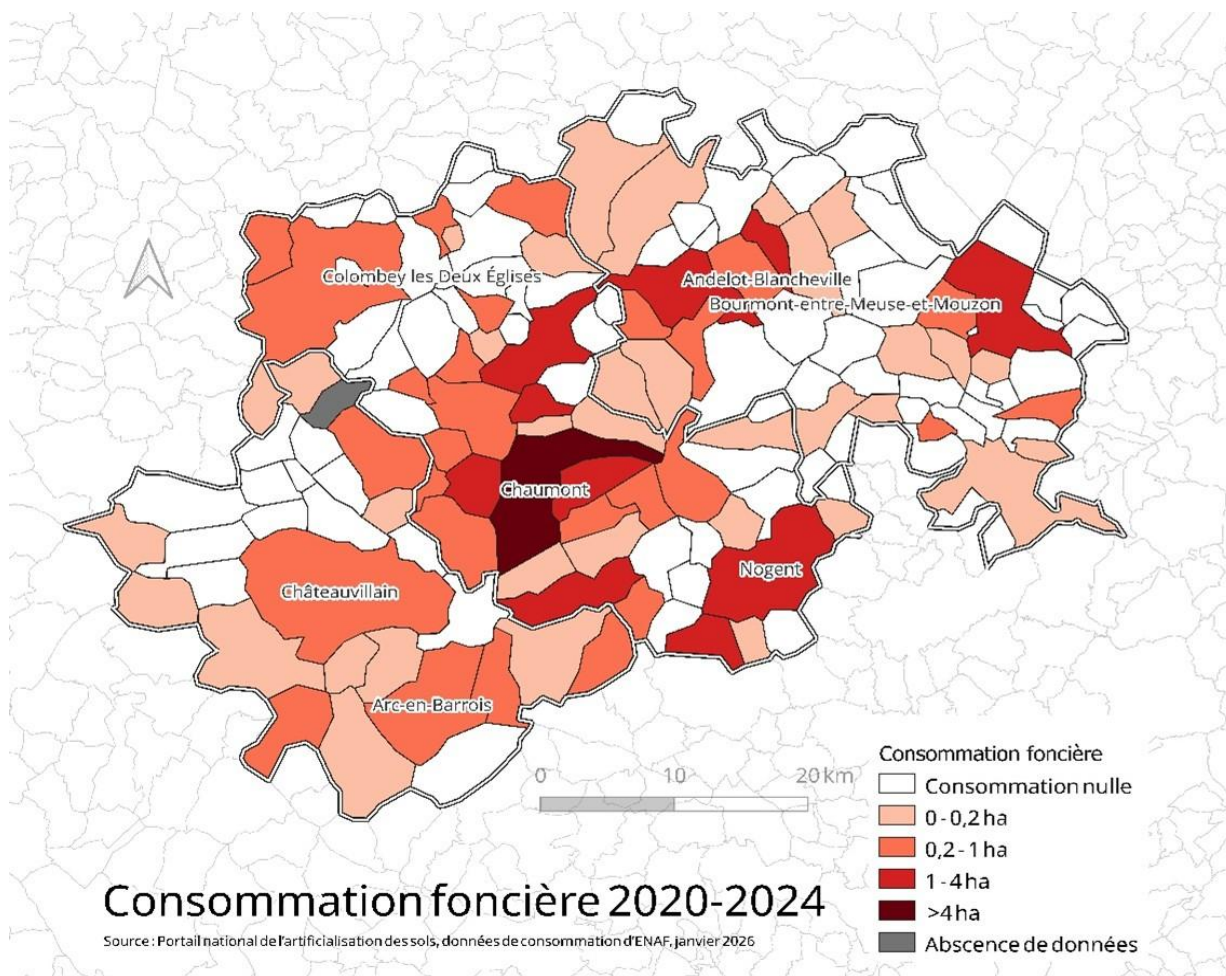 Colombey les Deux Églises
Andelot-Blancheville
Bourmont-entre-Meuse-et-Mouzon
Chaumont
Nogent
Châteauvillain
Arc-en-Barrois
0 10 20 km
Consommation foncière
Consommation nulle
0 - 0,2 ha
0,2 - 1 ha
1 - 4 ha
>4 ha
Abscence de données
Consommation foncière 2020-2024
Source : Portail national de l'artificialisation des sols, données de consommation d'ENAF, janvier 2026